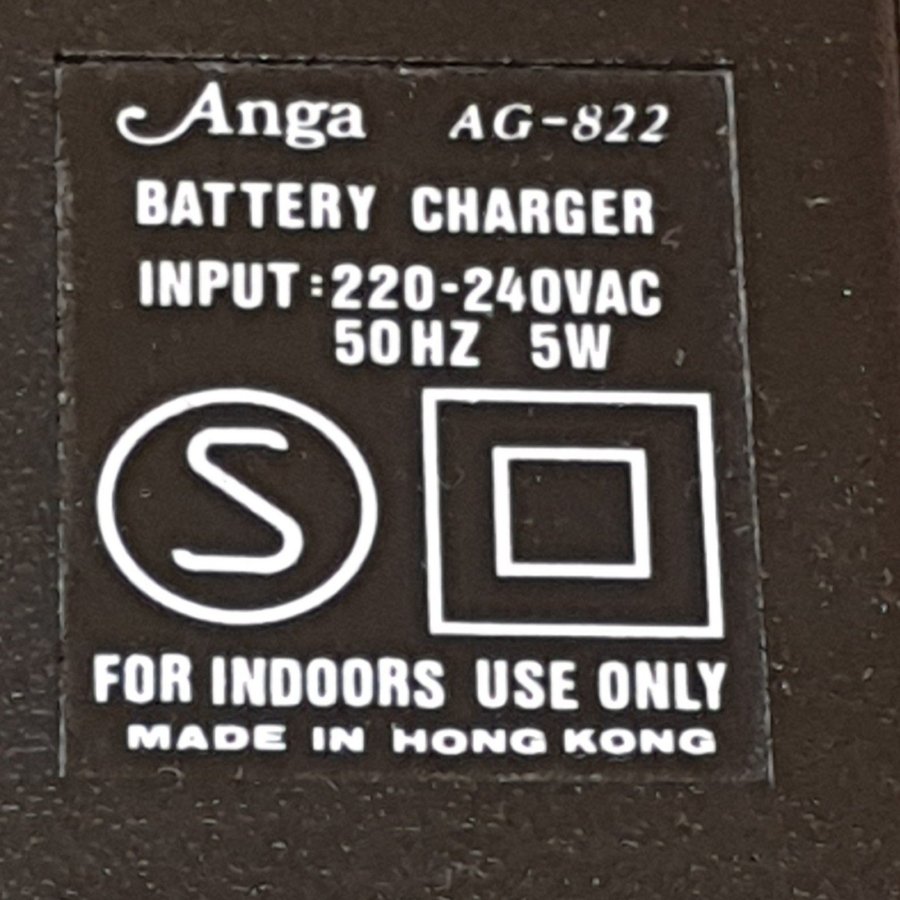 Anga AG-822
BATTERY CHARGER
INPUT:220-240VAC
50HZ 5W
S
FOR INDOORS USE ONLY
MADE IN HONG KONG